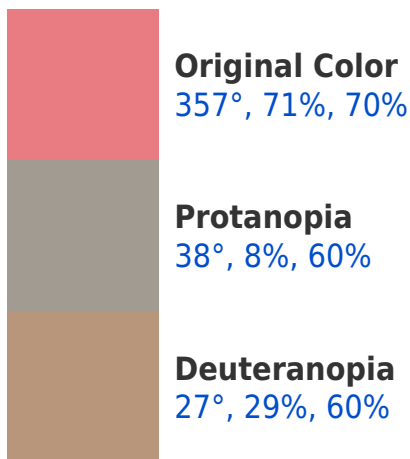 Original Color
357°, 71%, 70%
Protanopia
38°, 8%, 60%
Deuteranopia
27°, 29%, 60%